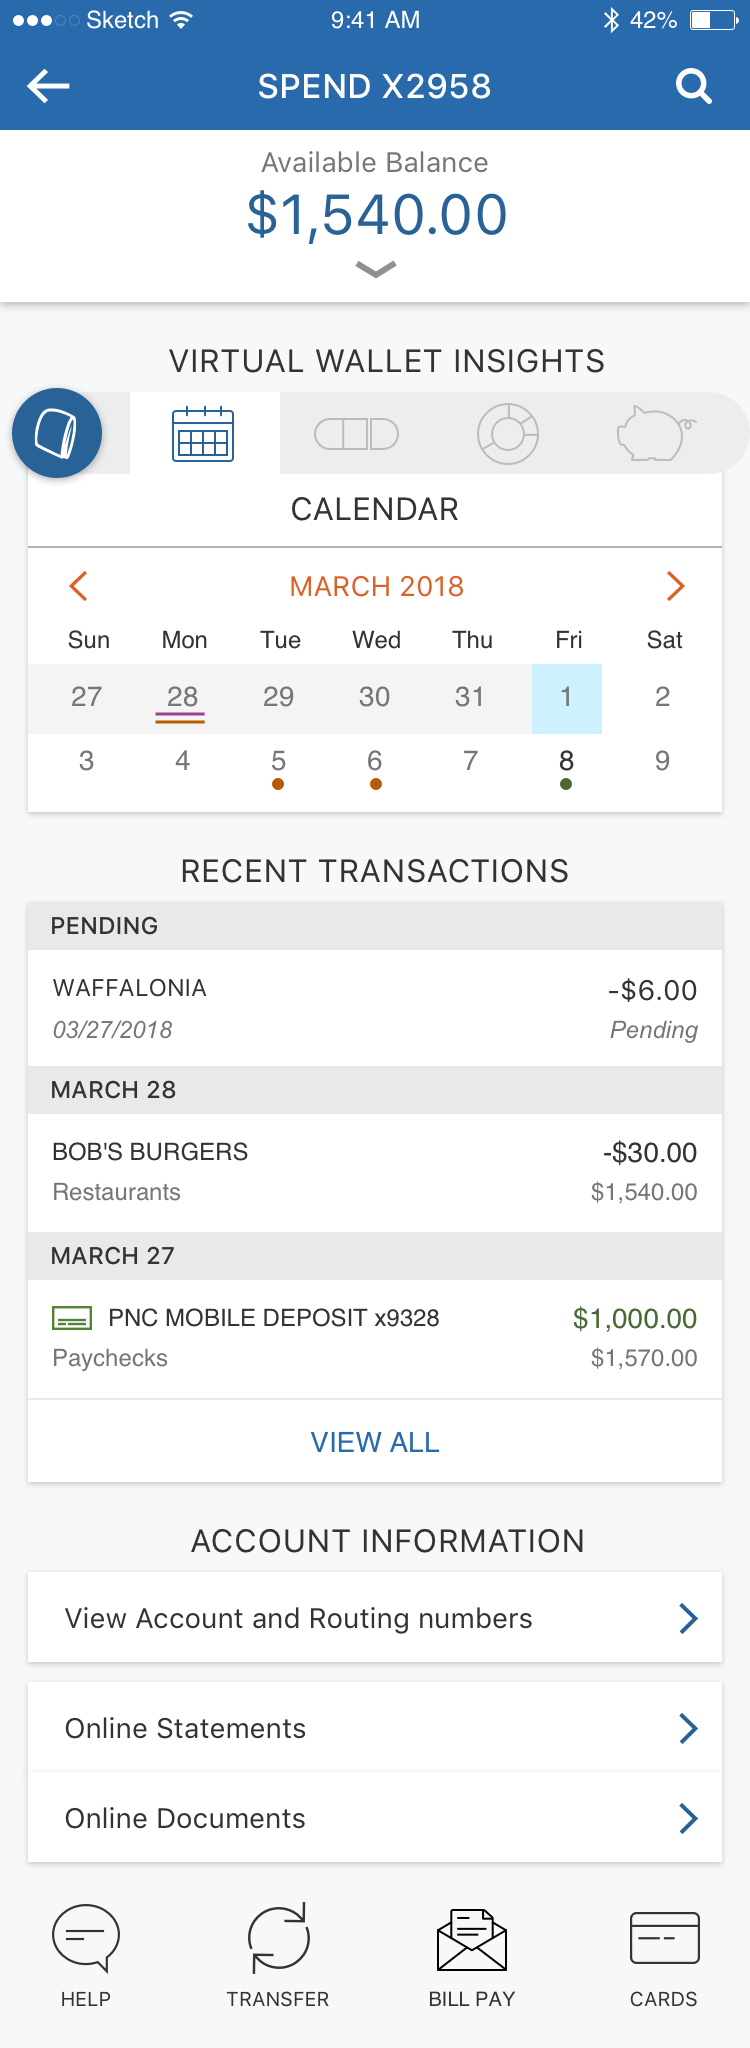 Sketch 9:41 AM 42%
SPEND X2958
Available Balance
$1,540.00
VIRTUAL WALLET INSIGHTS
CALENDAR
MARCH 2018
Sun Mon Tue Wed Thu Fri Sat
27 28 29 30 31 1 2
3 4 5 6 7 8 9
RECENT TRANSACTIONS
PENDING
WAFFALONIA -$6.00
03/27/2018 Pending
MARCH 28
BOB'S BURGERS -$30.00
Restaurants $1,540.00
MARCH 27
PNC MOBILE DEPOSIT x9328 $1,000.00
Paychecks $1,570.00
VIEW ALL
ACCOUNT INFORMATION
View Account and Routing numbers
Online Statements
Online Documents
HELP TRANSFER BILL PAY CARDS